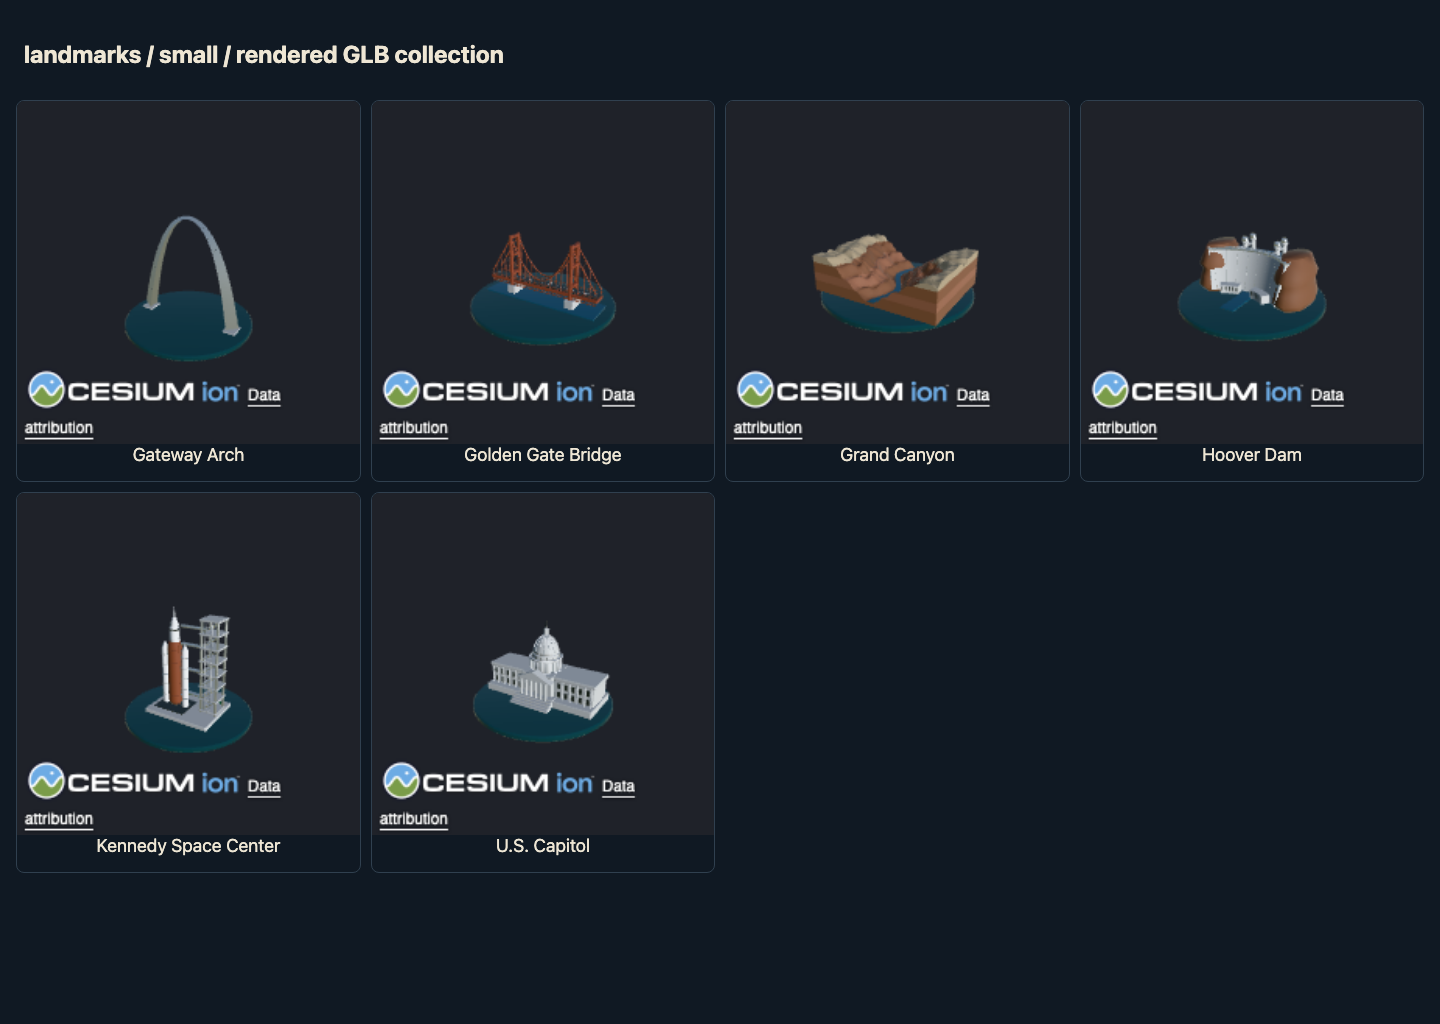 landmarks / small / rendered GLB collection
CESIUM ion Data
attribution
Gateway Arch
CESIUM ion Data
attribution
Golden Gate Bridge
CESIUM ion Data
attribution
Grand Canyon
CESIUM ion Data
attribution
Hoover Dam
CESIUM ion Data
attribution
Kennedy Space Center
CESIUM ion Data
attribution
U.S. Capitol